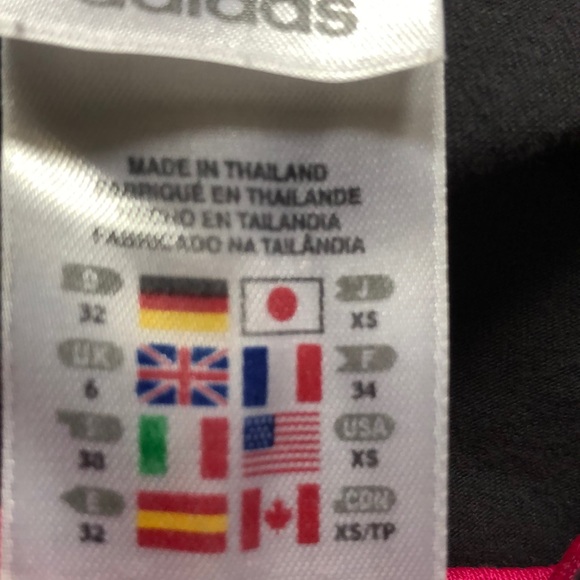 adidas
MADE IN THAILAND
FABRIQUÉ EN THAILANDE
HECHO EN TAILANDIA
FABRICADO NA TAILÂNDIA
D J
32 XS
UK F
6 34
I USA
38 XS
E CDN
32 XS/TP